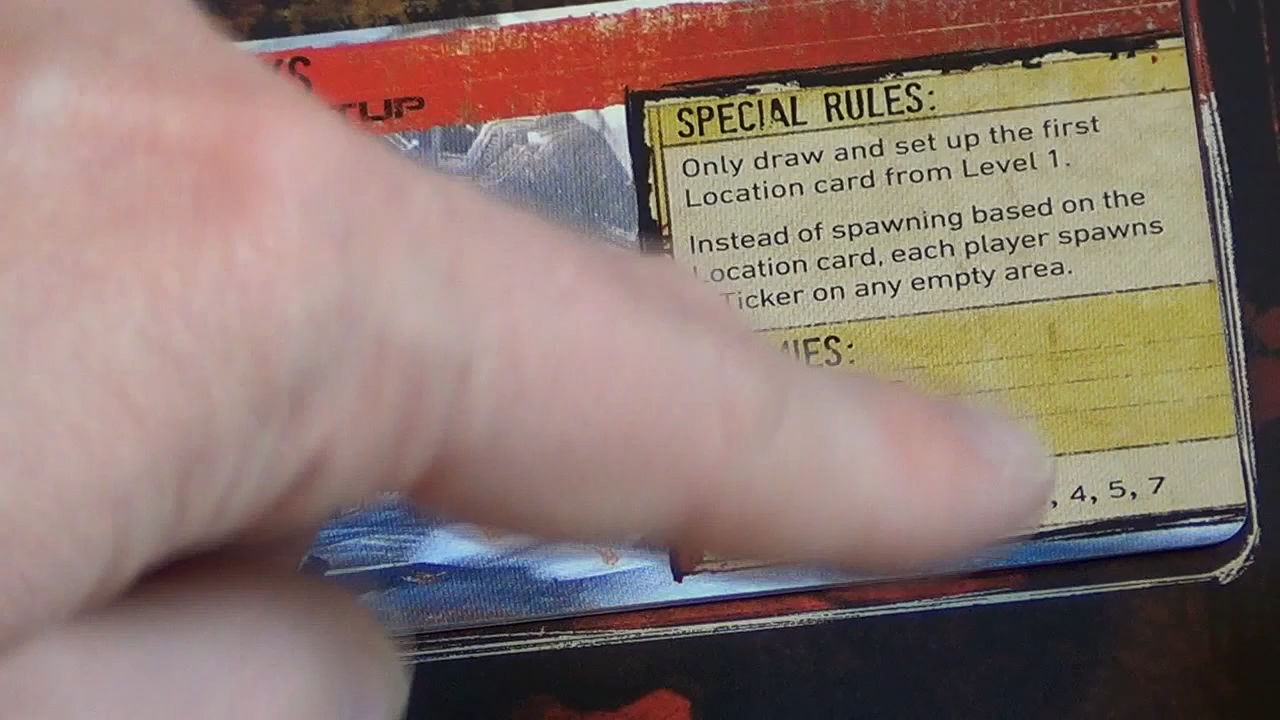 SPECIAL RULES:
Only draw and set up the first
Location card from Level 1.
Instead of spawning based on the
Location card, each player spawns
Ticker on any empty area.
, 4, 5, 7